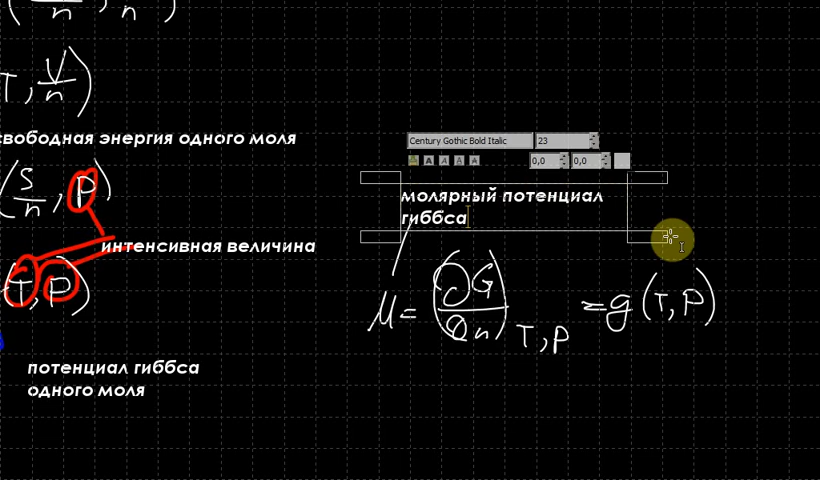 n n )
T, V/n)
свободная энергия одного моля
(S/n, P)
интенсивная величина
T, P)
потенциал гиббса
одного моля
Century Gothic Bold Italic 23
A A A A A 0,0 0,0
молярный потенциал
гиббса
μ = (∂G/∂n) T, P = g(T, P)